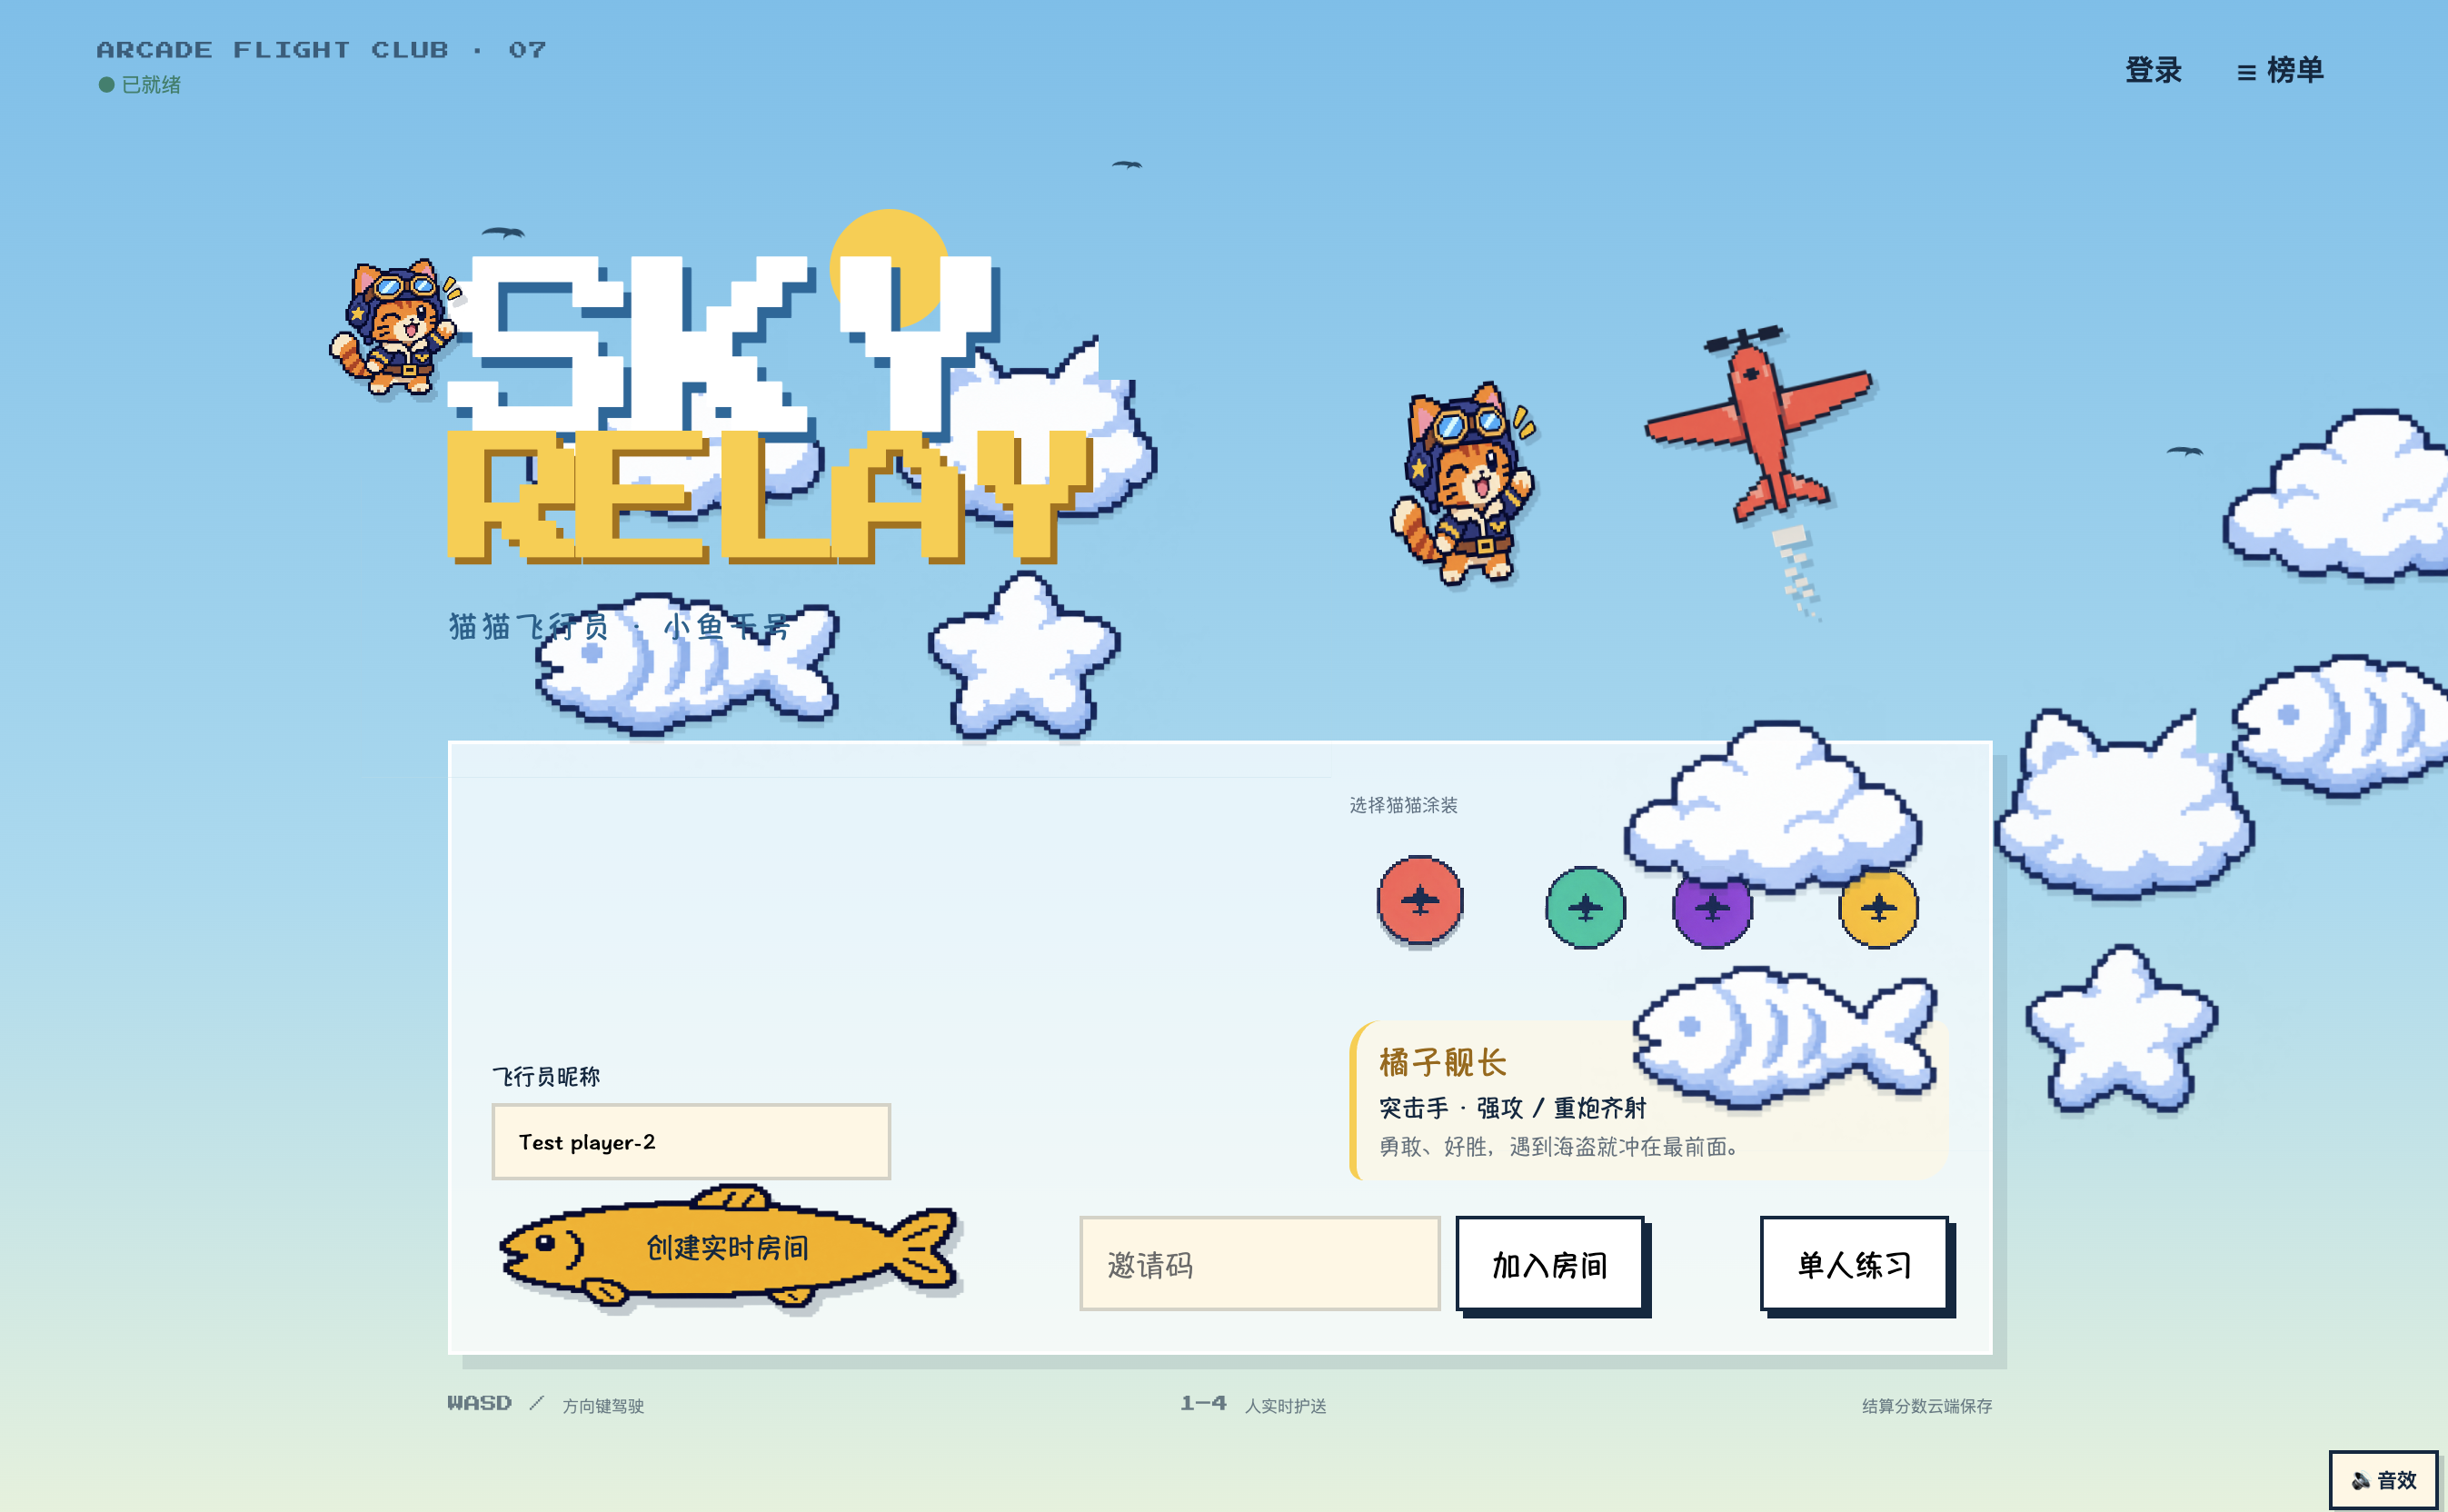 ARCADE FLIGHT CLUB · 07
已就绪
登录
≡ 榜单
SKY
RELAY
猫猫飞行员 · 小鱼干号
选择猫猫涂装
橘子舰长
突击手 · 强攻 / 重炮齐射
勇敢、好胜，遇到海盗就冲在最前面。
飞行员昵称
Test player-2
创建实时房间
邀请码
加入房间
单人练习
WASD / 方向键驾驶
1—4 人实时护送
结算分数云端保存
音效